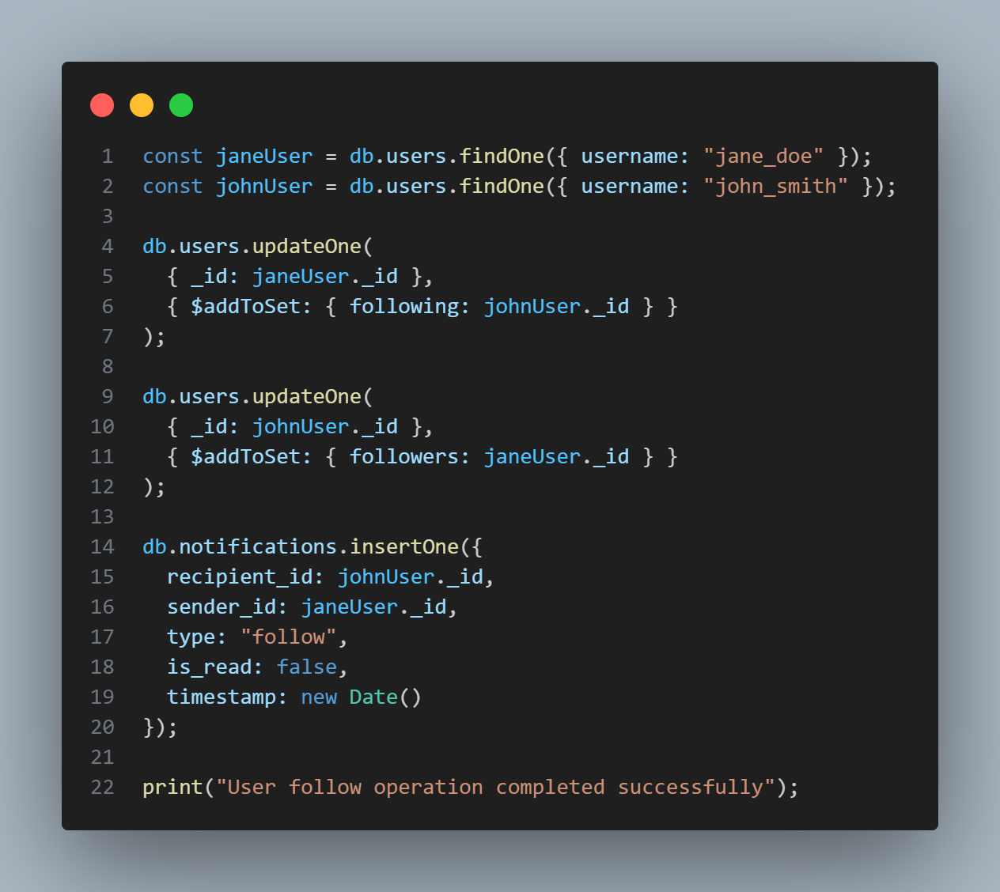 1 const janeUser = db.users.findOne({ username: "jane_doe" });
2 const johnUser = db.users.findOne({ username: "john_smith" });
3
4 db.users.updateOne(
5   { _id: janeUser._id },
6   { $addToSet: { following: johnUser._id } }
7 );
8
9 db.users.updateOne(
10   { _id: johnUser._id },
11   { $addToSet: { followers: janeUser._id } }
12 );
13
14 db.notifications.insertOne({
15   recipient_id: johnUser._id,
16   sender_id: janeUser._id,
17   type: "follow",
18   is_read: false,
19   timestamp: new Date()
20 });
21
22 print("User follow operation completed successfully");